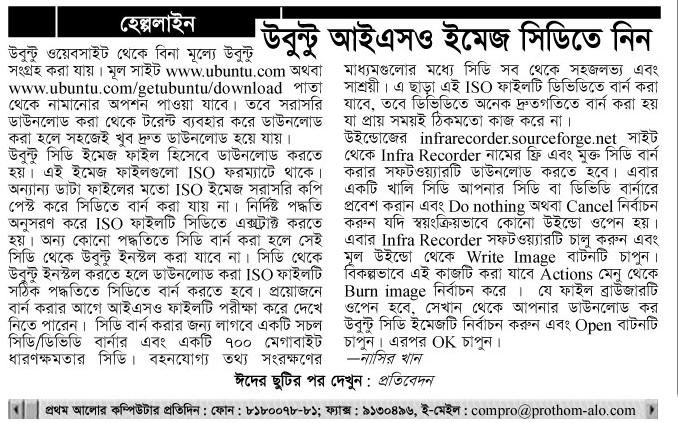 হেল্পলাইন
উবুন্টু আইএসও ইমেজ সিডিতে নিন
উবুন্টু ওয়েবসাইট থেকে বিনা মূল্যে উবুন্টু
সংগ্রহ করা যায়। মূল সাইট www.ubuntu.com অথবা
www.ubuntu.com/getubuntu/download পাতা
থেকে নামানোর অপশন পাওয়া যাবে। তবে সরাসরি
ডাউনলোড করা থেকে টরেন্ট ব্যবহার করে ডাউনলোড
করা হলে সহজেই খুব দ্রুত ডাউনলোড হয়ে যায়।
উবুন্টু সিডি ইমেজ ফাইল হিসেবে ডাউনলোড করতে
হয়। এই ইমেজ ফাইলগুলো ISO ফরম্যাটে থাকে।
অন্যান্য ডাটা ফাইলের মতো ISO ইমেজ সরাসরি কপি
পেস্ট করে সিডিতে বার্ন করা যায় না। নির্দিষ্ট পদ্ধতি
অনুসরণ করে ISO ফাইলটি সিডিতে এক্সট্রাক্ট করতে
হয়। অন্য কোনো পদ্ধতিতে সিডি বার্ন করা হলে সেই
সিডি থেকে উবুন্টু ইনস্টল করা যাবে না। সিডি থেকে
উবুন্টু ইনস্টল করতে হলে ডাউনলোড করা ISO ফাইলটি
সঠিক পদ্ধতিতে সিডিতে বার্ন করতে হবে। প্রয়োজনে
বার্ন করার আগে আইএসও ফাইলটি পরীক্ষা করে দেখে
নিতে পারেন। সিডি বার্ন করার জন্য লাগবে একটি সচল
সিডি/ডিভিডি বার্নার এবং একটি ৭০০ মেগাবাইট
ধারণক্ষমতার সিডি। বহনযোগ্য তথ্য সংরক্ষণের
মাধ্যমগুলোর মধ্যে সিডি সব থেকে সহজলভ্য এবং
সাশ্রয়ী। এ ছাড়া এই ISO ফাইলটি ডিভিডিতে বার্ন করা
যাবে, তবে ডিভিডিতে অনেক দ্রুতগতিতে বার্ন করা হয়
যা প্রায় সময়ই ঠিকমতো কাজ করে না।
উইন্ডোজের infrarecorder.sourceforge.net সাইট
থেকে Infra Recorder নামের ফ্রি এবং মুক্ত সিডি বার্ন
করার সফটওয়্যারটি ডাউনলোড করতে হবে। এবার
একটি খালি সিডি আপনার সিডি বা ডিভিডি বার্নারে
প্রবেশ করান এবং Do nothing অথবা Cancel নির্বাচন
করুন যদি স্বয়ংক্রিয়ভাবে কোনো উইন্ডো ওপেন হয়।
এবার Infra Recorder সফটওয়্যারটি চালু করুন এবং
মূল উইন্ডো থেকে Write Image বাটনটি চাপুন।
বিকল্পভাবে এই কাজটি করা যাবে Actions মেনু থেকে
Burn image নির্বাচন করে । যে ফাইল ব্রাউজারটি
ওপেন হবে, সেখান থেকে আপনার ডাউনলোড কর
উবুন্টু সিডি ইমেজটি নির্বাচন করুন এবং Open বাটনটি
চাপুন। এরপর OK চাপুন।
—নাসির খান
ঈদের ছুটির পর দেখুন : প্রতিবেদন
প্রথম আলোর কম্পিউটার প্রতিদিন : ফোন : ৮১৮০০৭৮-৮১; ফ্যাক্স : ৯১৩০৪৯৬, ই-মেইল : compro@prothom-alo.com